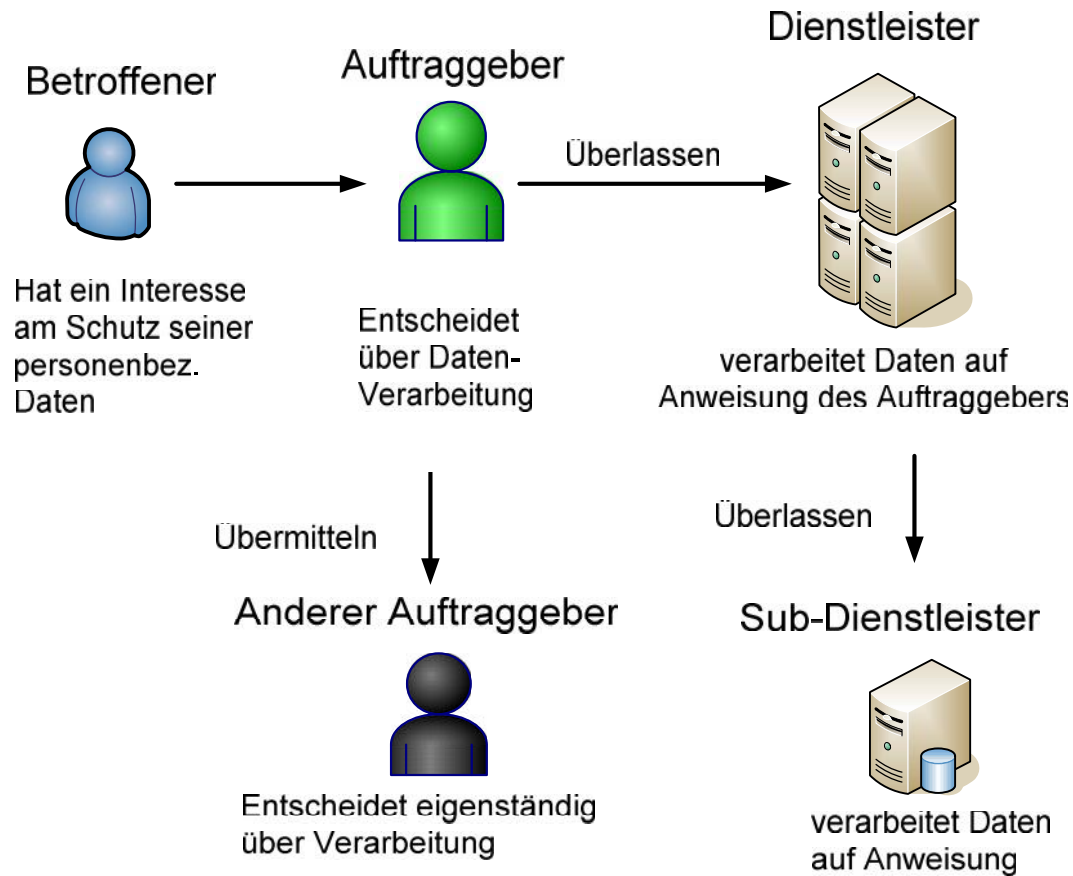 Betroffener
Hat ein Interesse
am Schutz seiner
personenbez.
Daten
Auftraggeber
Entscheidet
über Daten-
Verarbeitung
Überlassen
Dienstleister
verarbeitet Daten auf
Anweisung des Auftraggebers
Übermitteln
Anderer Auftraggeber
Entscheidet eigenständig
über Verarbeitung
Überlassen
Sub-Dienstleister
verarbeitet Daten
auf Anweisung